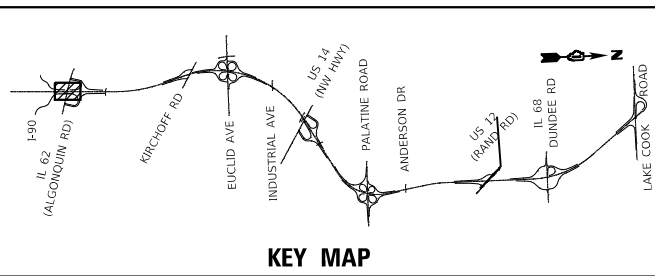 I-90
IL 62
(ALGONQUIN RD)
KIRCHOFF RD
EUCLID AVE
INDUSTRIAL AVE
US 14
(NW HWY)
PALATINE ROAD
ANDERSON DR
US 12
(RAND RD)
IL 68
DUNDEE RD
LAKE COOK ROAD
N
KEY MAP